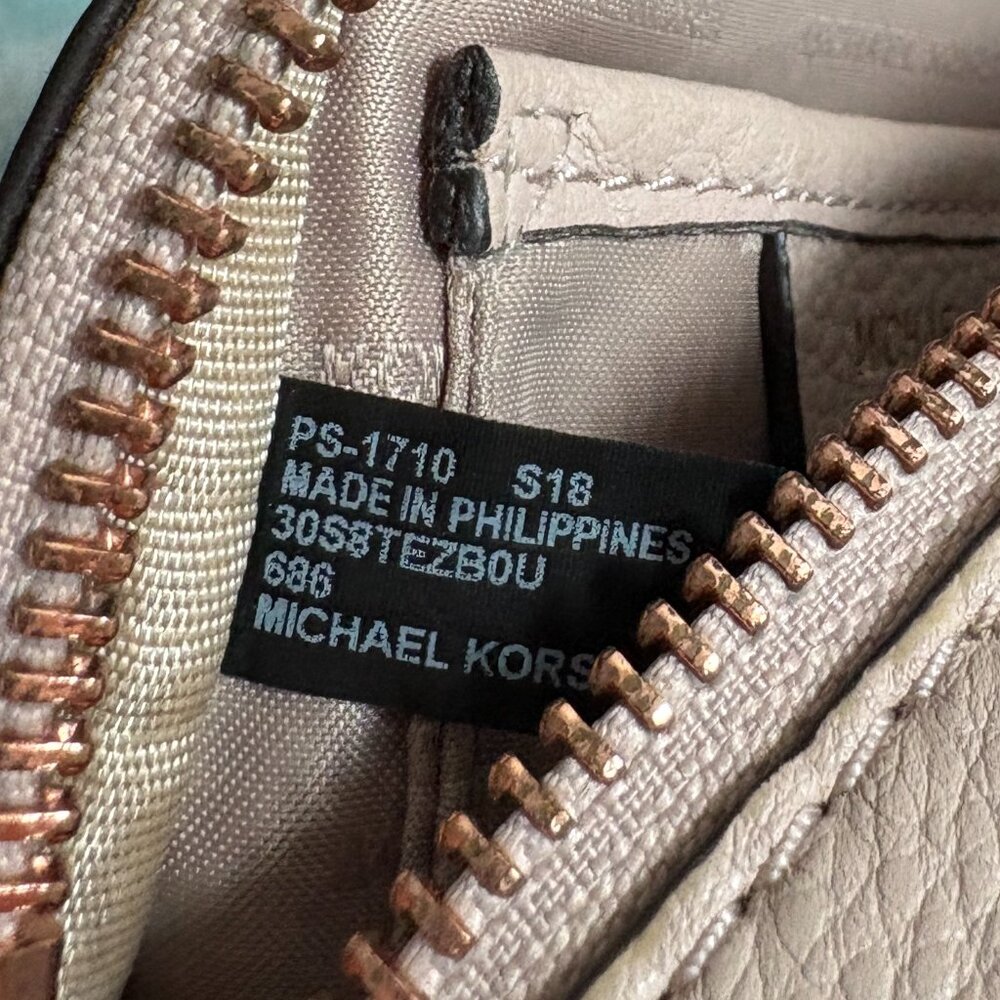 PS-1710 S18
MADE IN PHILIPPINES
30S8TEZB0U
686
MICHAEL KORS